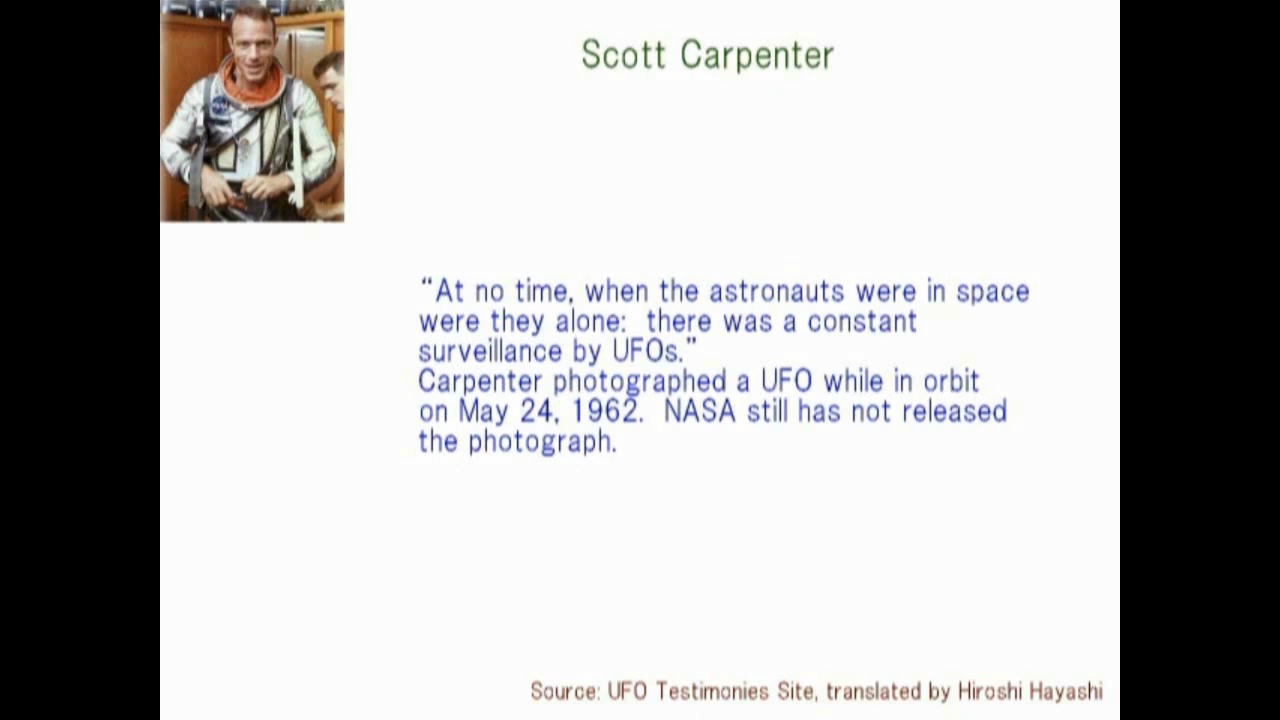 Scott Carpenter
“At no time, when the astronauts were in space
were they alone: there was a constant
surveillance by UFOs.”
Carpenter photographed a UFO while in orbit
on May 24, 1962. NASA still has not released
the photograph.
Source: UFO Testimonies Site, translated by Hiroshi Hayashi